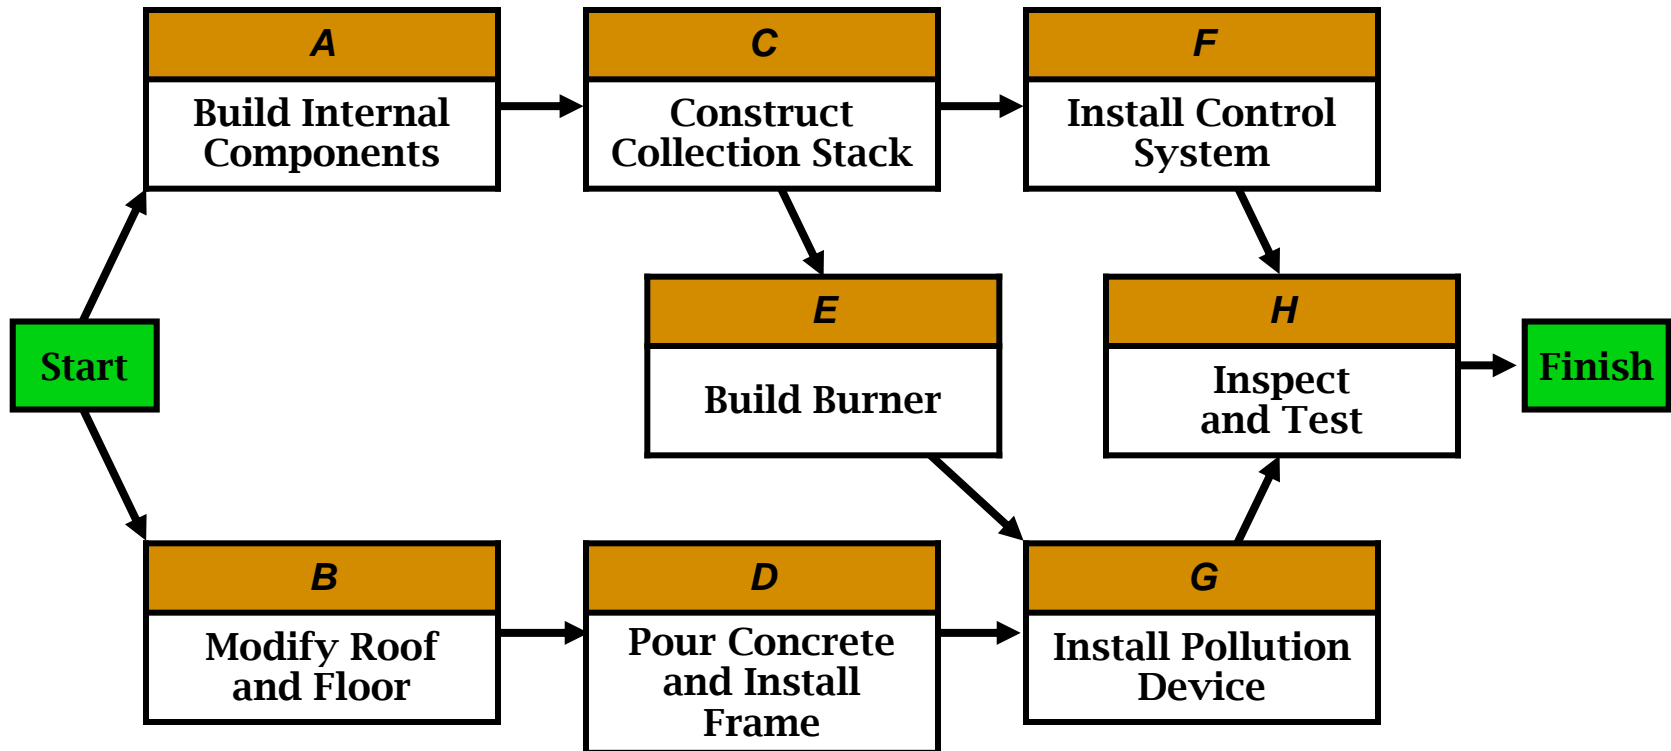 A
Build Internal
Components
C
Construct
Collection Stack
F
Install Control
System
Start
E
Build Burner
H
Inspect
and Test
Finish
B
Modify Roof
and Floor
D
Pour Concrete
and Install
Frame
G
Install Pollution
Device